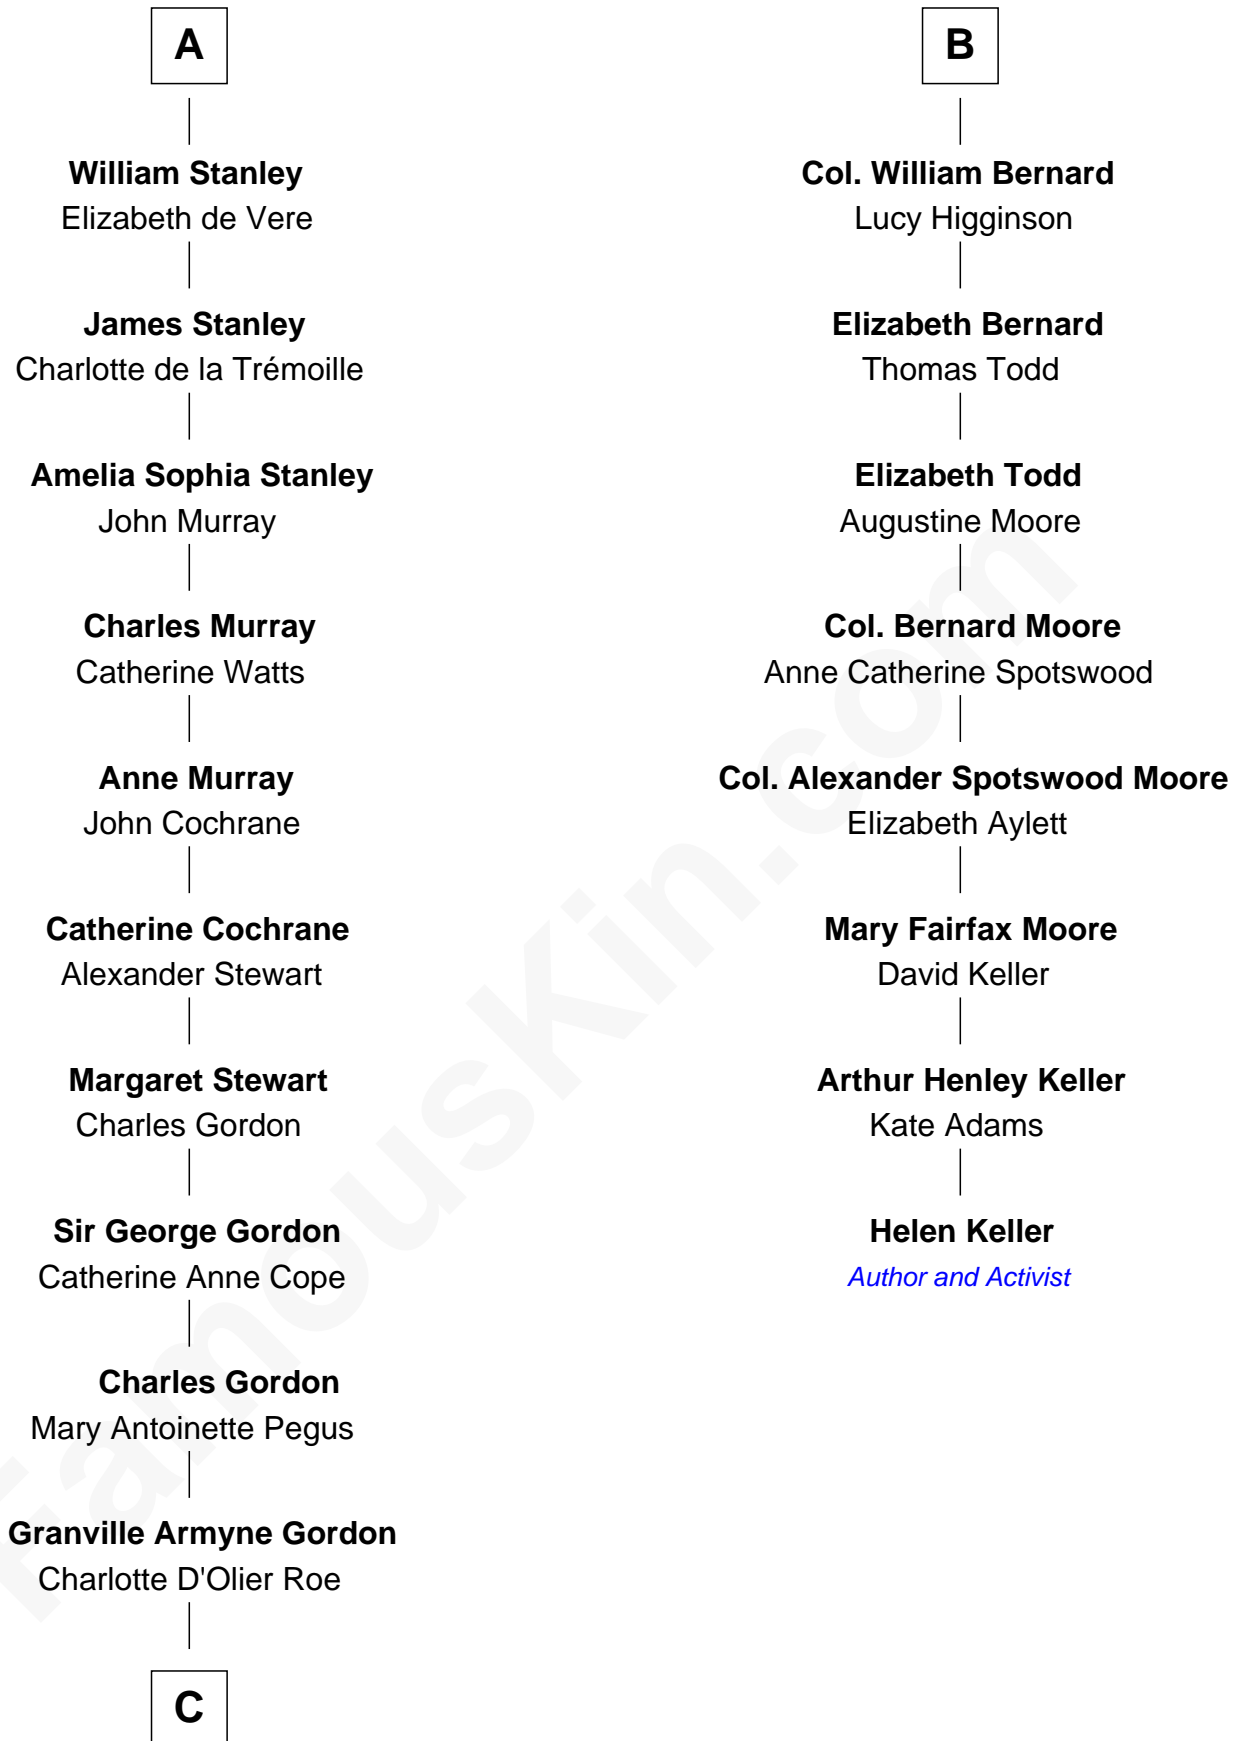 A
William Stanley
Elizabeth de Vere
James Stanley
Charlotte de la Trémoille
Amelia Sophia Stanley
John Murray
Charles Murray
Catherine Watts
Anne Murray
John Cochrane
Catherine Cochrane
Alexander Stewart
Margaret Stewart
Charles Gordon
Sir George Gordon
Catherine Anne Cope
Charles Gordon
Mary Antoinette Pegus
Granville Armyne Gordon
Charlotte D'Olier Roe
C
B
Col. William Bernard
Lucy Higginson
Elizabeth Bernard
Thomas Todd
Elizabeth Todd
Augustine Moore
Col. Bernard Moore
Anne Catherine Spotswood
Col. Alexander Spotswood Moore
Elizabeth Aylett
Mary Fairfax Moore
David Keller
Arthur Henley Keller
Kate Adams
Helen Keller
Author and Activist
FamousKin.com